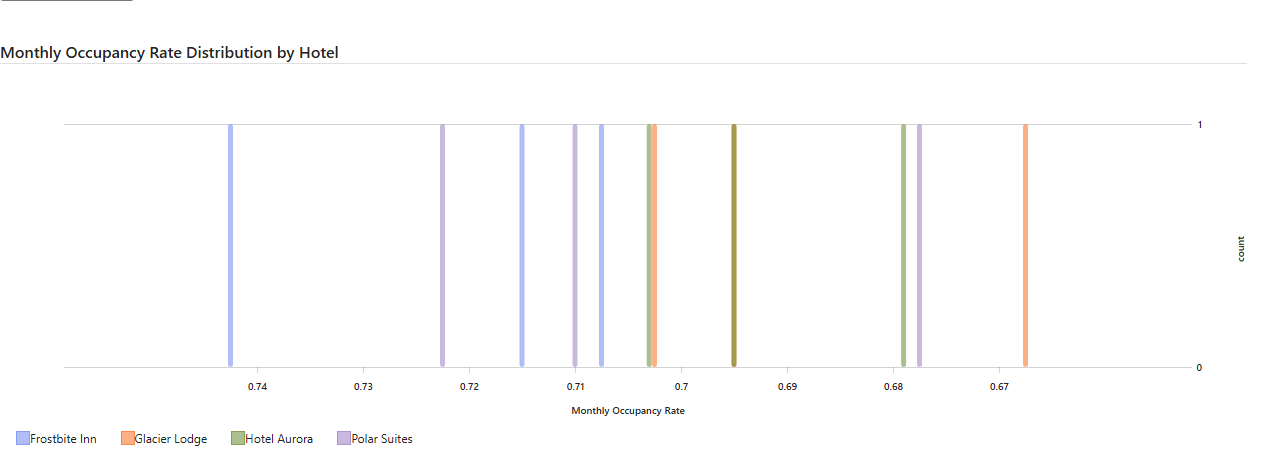 Monthly Occupancy Rate Distribution by Hotel
1
count
0
0.74 0.73 0.72 0.71 0.7 0.69 0.68 0.67
Monthly Occupancy Rate
Frostbite Inn Glacier Lodge Hotel Aurora Polar Suites